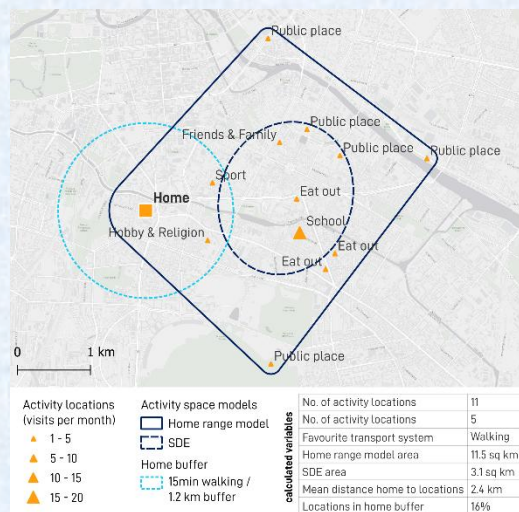 Public place
Public place
Friends & Family
Public place
Public place
Sport
Home
Eat out
School
Hobby & Religion
Eat out
Eat out
Public place
0 1 km
Activity locations
(visits per month)
1 - 5
5 - 10
10 - 15
15 - 20
Activity space models
Home range model
SDE
Home buffer
15min walking /
1.2 km buffer
calculated variables
No. of activity locations 11
No. of activity locations 5
Favourite transport system Walking
Home range model area 11.5 sq km
SDE area 3.1 sq km
Mean distance home to locations 2.4 km
Locations in home buffer 16%